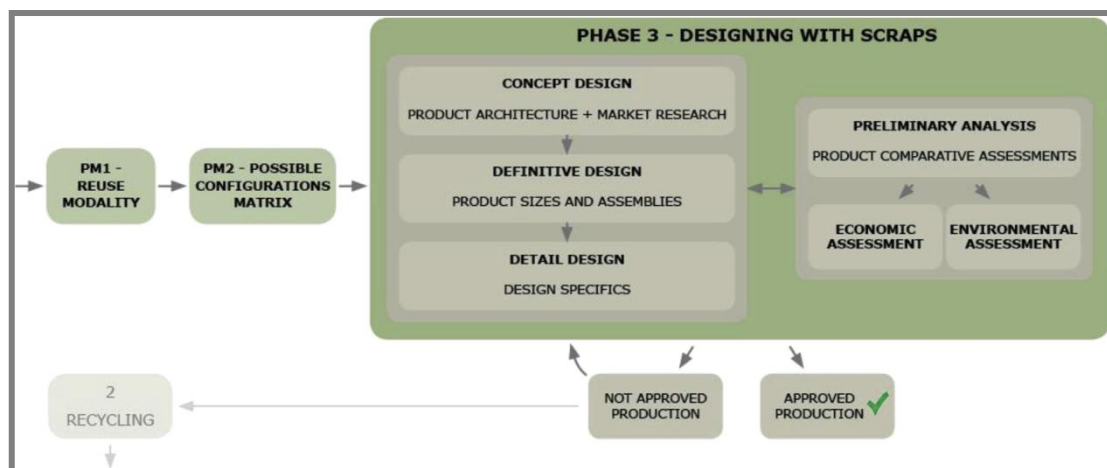 PHASE 3 - DESIGNING WITH SCRAPS
PM1 -
REUSE
MODALITY
PM2 - POSSIBLE
CONFIGURATIONS
MATRIX
CONCEPT DESIGN
PRODUCT ARCHITECTURE + MARKET RESEARCH
DEFINITIVE DESIGN
PRODUCT SIZES AND ASSEMBLIES
DETAIL DESIGN
DESIGN SPECIFICS
PRELIMINARY ANALYSIS
PRODUCT COMPARATIVE ASSESSMENTS
ECONOMIC
ASSESSMENT
ENVIRONMENTAL
ASSESSMENT
2
RECYCLING
NOT APPROVED
PRODUCTION
APPROVED
PRODUCTION